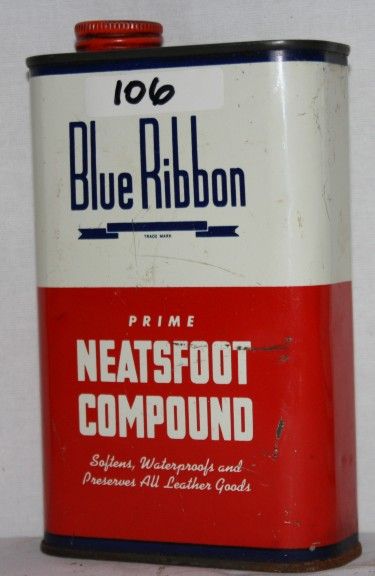 106
Blue Ribbon
TRADE MARK
PRIME
NEATSFOOT
COMPOUND
Softens, Waterproofs and
Preserves All Leather Goods